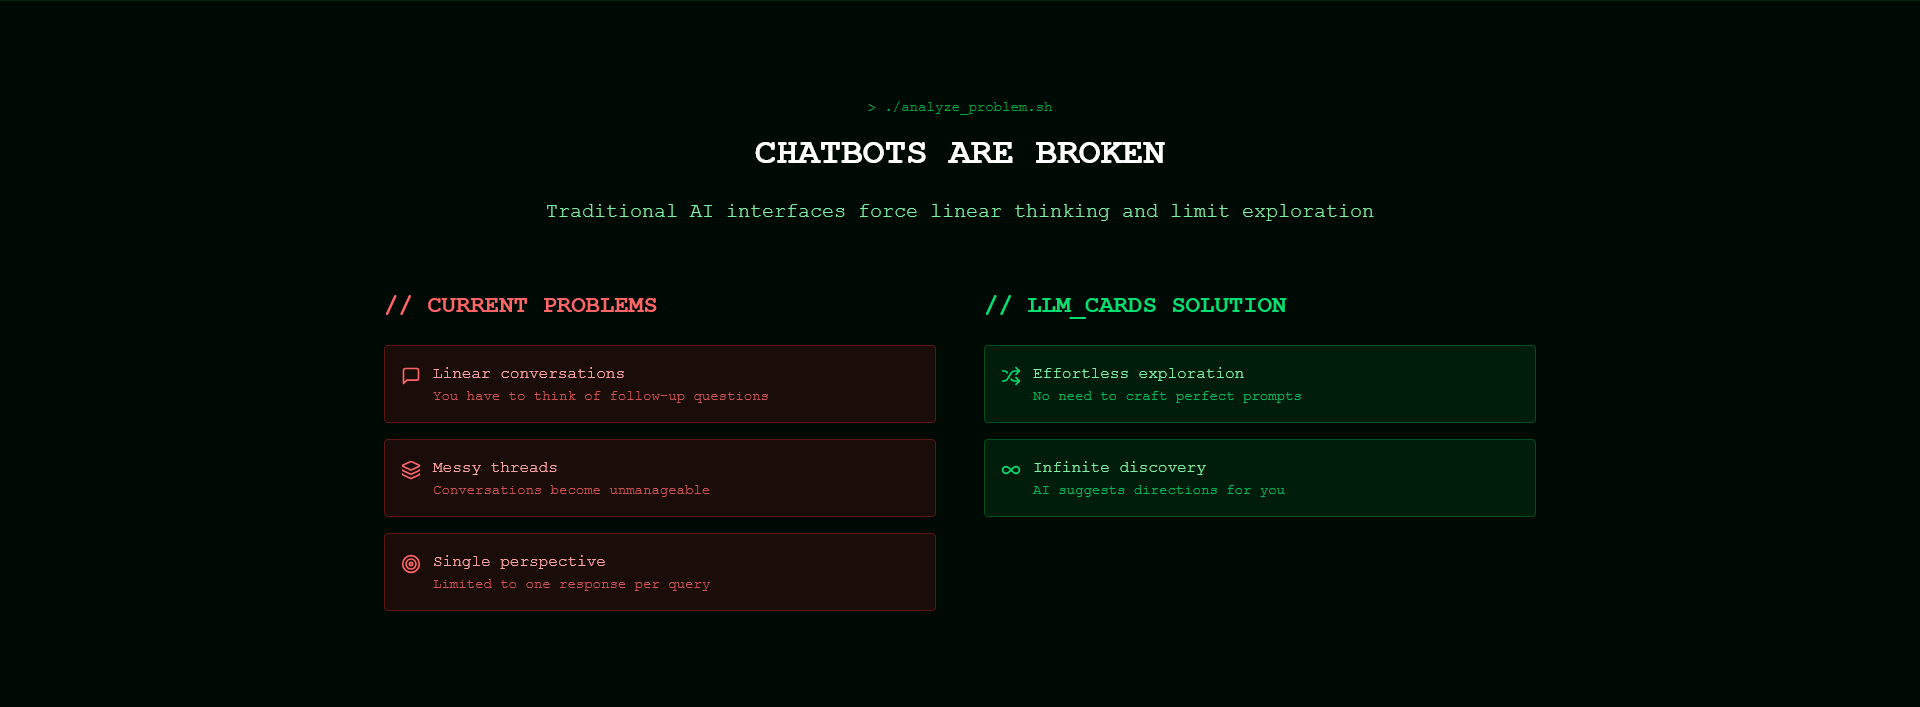 > ./analyze_problem.sh
CHATBOTS ARE BROKEN
Traditional AI interfaces force linear thinking and limit exploration
// CURRENT PROBLEMS
Linear conversations
You have to think of follow-up questions
Messy threads
Conversations become unmanageable
Single perspective
Limited to one response per query
// LLM_CARDS SOLUTION
Effortless exploration
No need to craft perfect prompts
Infinite discovery
AI suggests directions for you